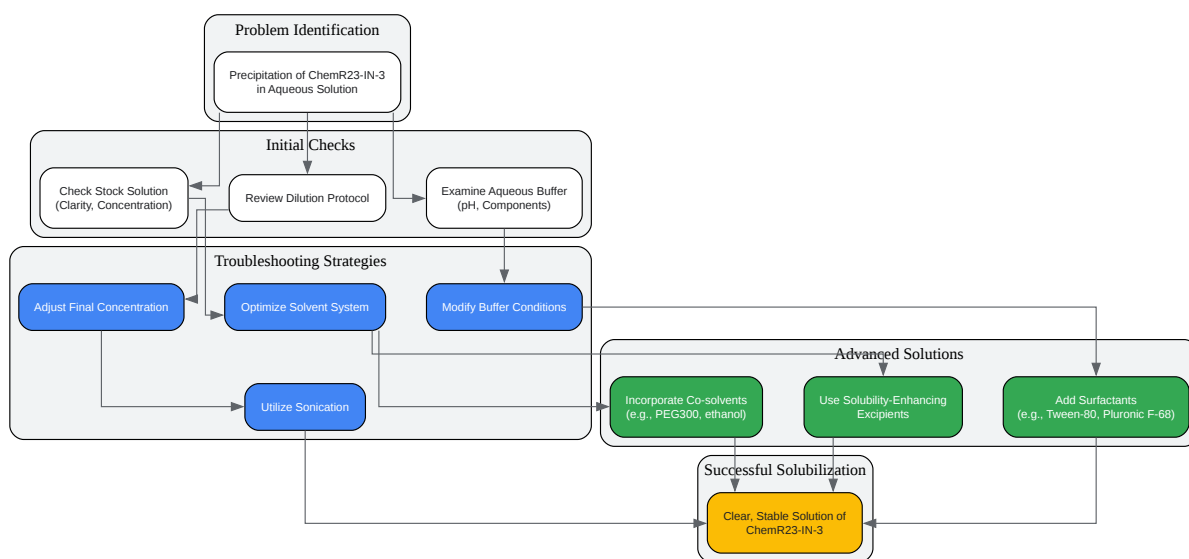 Problem Identification
Precipitation of ChemR23-IN-3
in Aqueous Solution
Initial Checks
Check Stock Solution
(Clarity, Concentration)
Review Dilution Protocol
Examine Aqueous Buffer
(pH, Components)
Troubleshooting Strategies
Adjust Final Concentration
Optimize Solvent System
Modify Buffer Conditions
Utilize Sonication
Advanced Solutions
Incorporate Co-solvents
(e.g., PEG300, ethanol)
Use Solubility-Enhancing
Excipients
Add Surfactants
(e.g., Tween-80, Pluronic F-68)
Successful Solubilization
Clear, Stable Solution of
ChemR23-IN-3